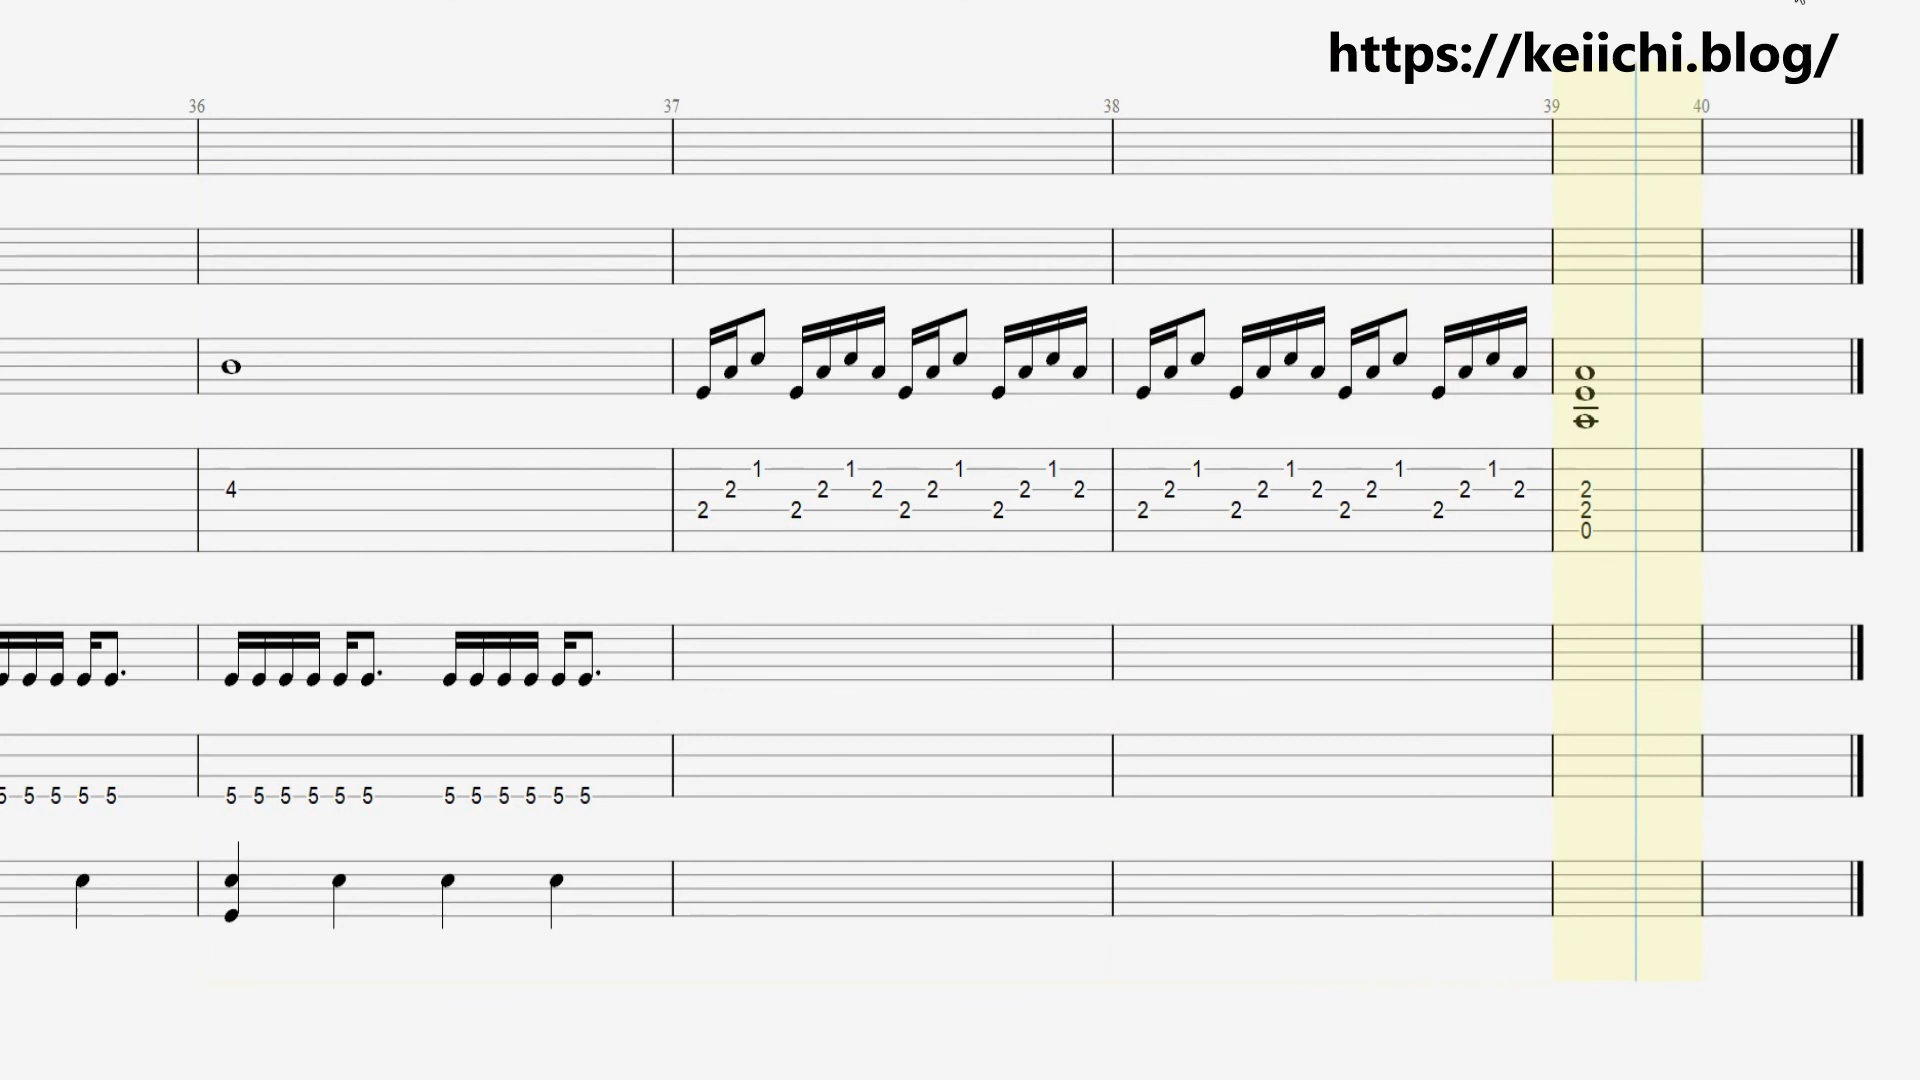 https://keiichi.blog/
36 37 38 39 40
1 1 1 1 1 1 1 1
4 2 2 2 2 2 2 2 2 2 2 2 2 2
2 2 2 2 2 2 2 2 2
0
5 5 5 5 5 5 5 5 5 5 5 5 5 5 5 5 5